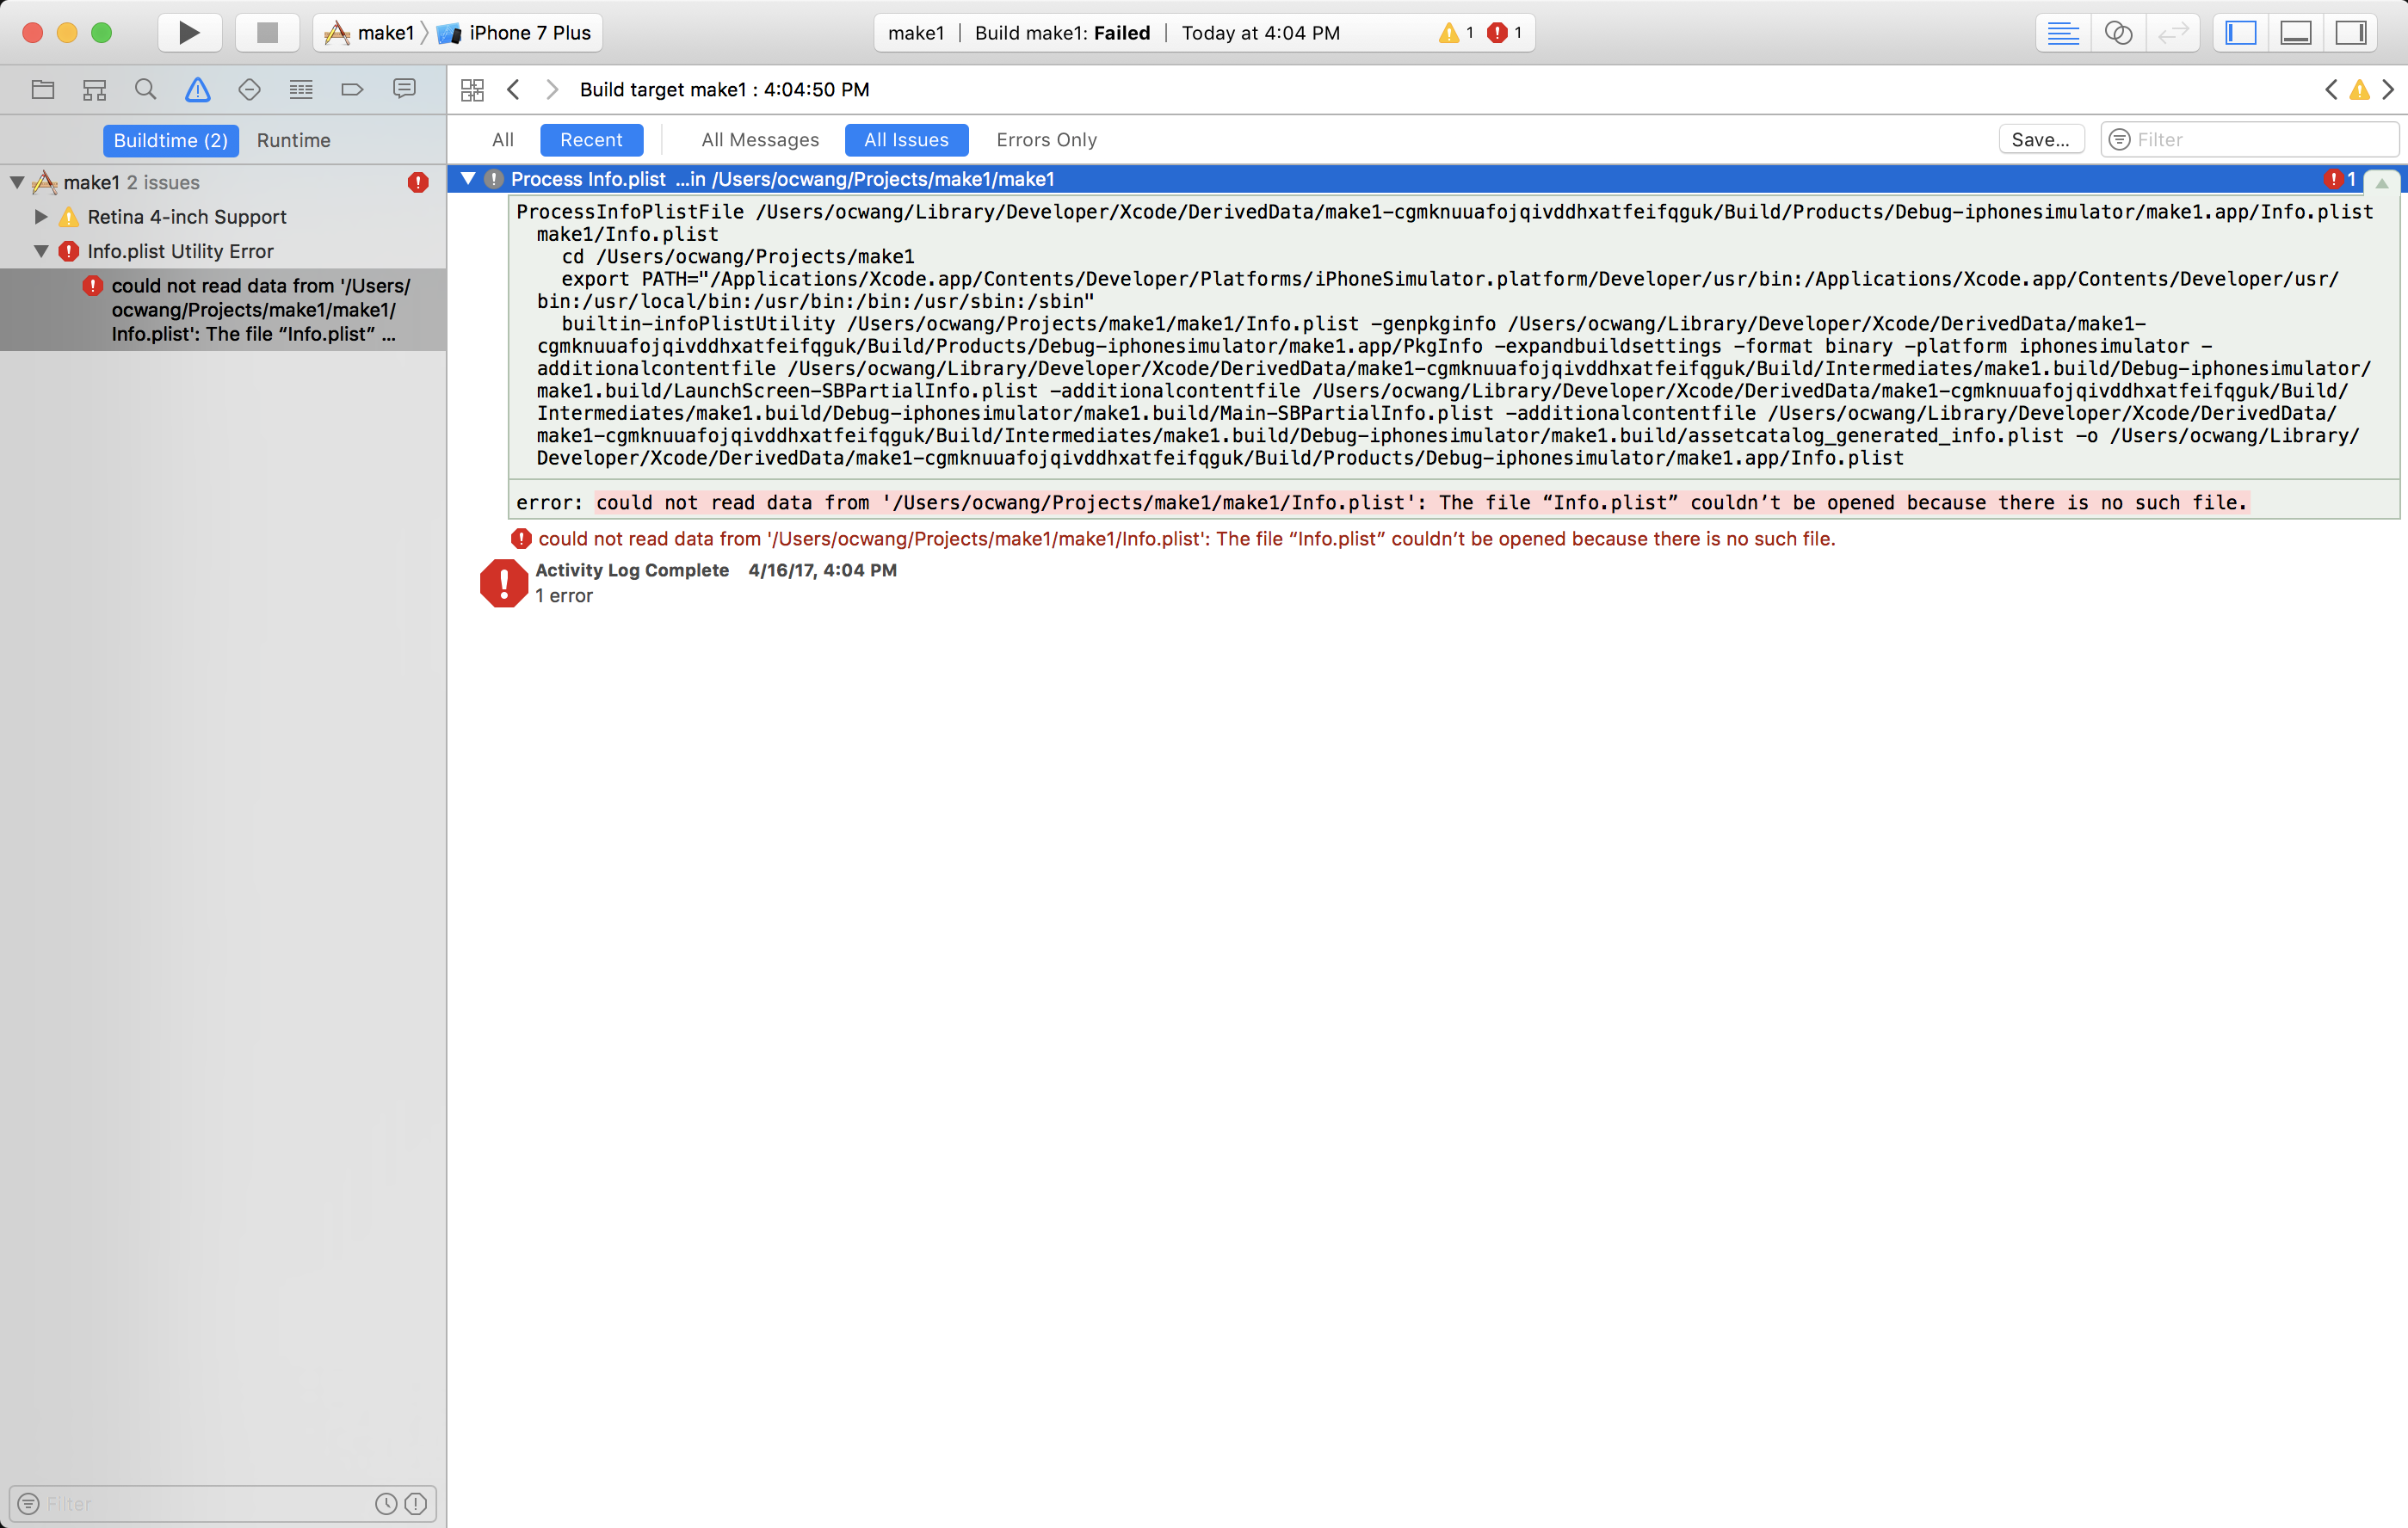 make1 iPhone 7 Plus
make1 | Build make1: Failed | Today at 4:04 PM 1 1
Build target make1 : 4:04:50 PM
Buildtime (2) Runtime
All Recent All Messages All Issues Errors Only Save... Filter
make1 2 issues
Retina 4-inch Support
Info.plist Utility Error
could not read data from '/Users/
ocwang/Projects/make1/make1/
Info.plist': The file “Info.plist” ...
Process Info.plist ...in /Users/ocwang/Projects/make1/make1 1
ProcessInfoPlistFile /Users/ocwang/Library/Developer/Xcode/DerivedData/make1-cgmknuuafojqivddhxatfeifqguk/Build/Products/Debug-iphonesimulator/make1.app/Info.plist
make1/Info.plist
cd /Users/ocwang/Projects/make1
export PATH="/Applications/Xcode.app/Contents/Developer/Platforms/iPhoneSimulator.platform/Developer/usr/bin:/Applications/Xcode.app/Contents/Developer/usr/
bin:/usr/local/bin:/usr/bin:/bin:/usr/sbin:/sbin"
builtin-infoPlistUtility /Users/ocwang/Projects/make1/make1/Info.plist -genpkginfo /Users/ocwang/Library/Developer/Xcode/DerivedData/make1-
cgmknuuafojqivddhxatfeifqguk/Build/Products/Debug-iphonesimulator/make1.app/PkgInfo -expandbuildsettings -format binary -platform iphonesimulator -
additionalcontentfile /Users/ocwang/Library/Developer/Xcode/DerivedData/make1-cgmknuuafojqivddhxatfeifqguk/Build/Intermediates/make1.build/Debug-iphonesimulator/
make1.build/LaunchScreen-SBPartialInfo.plist -additionalcontentfile /Users/ocwang/Library/Developer/Xcode/DerivedData/make1-cgmknuuafojqivddhxatfeifqguk/Build/
Intermediates/make1.build/Debug-iphonesimulator/make1.build/Main-SBPartialInfo.plist -additionalcontentfile /Users/ocwang/Library/Developer/Xcode/DerivedData/
make1-cgmknuuafojqivddhxatfeifqguk/Build/Intermediates/make1.build/Debug-iphonesimulator/make1.build/assetcatalog_generated_info.plist -o /Users/ocwang/Library/
Developer/Xcode/DerivedData/make1-cgmknuuafojqivddhxatfeifqguk/Build/Products/Debug-iphonesimulator/make1.app/Info.plist
error: could not read data from '/Users/ocwang/Projects/make1/make1/Info.plist': The file “Info.plist” couldn’t be opened because there is no such file.
could not read data from '/Users/ocwang/Projects/make1/make1/Info.plist': The file “Info.plist” couldn’t be opened because there is no such file.
Activity Log Complete 4/16/17, 4:04 PM
1 error
Filter